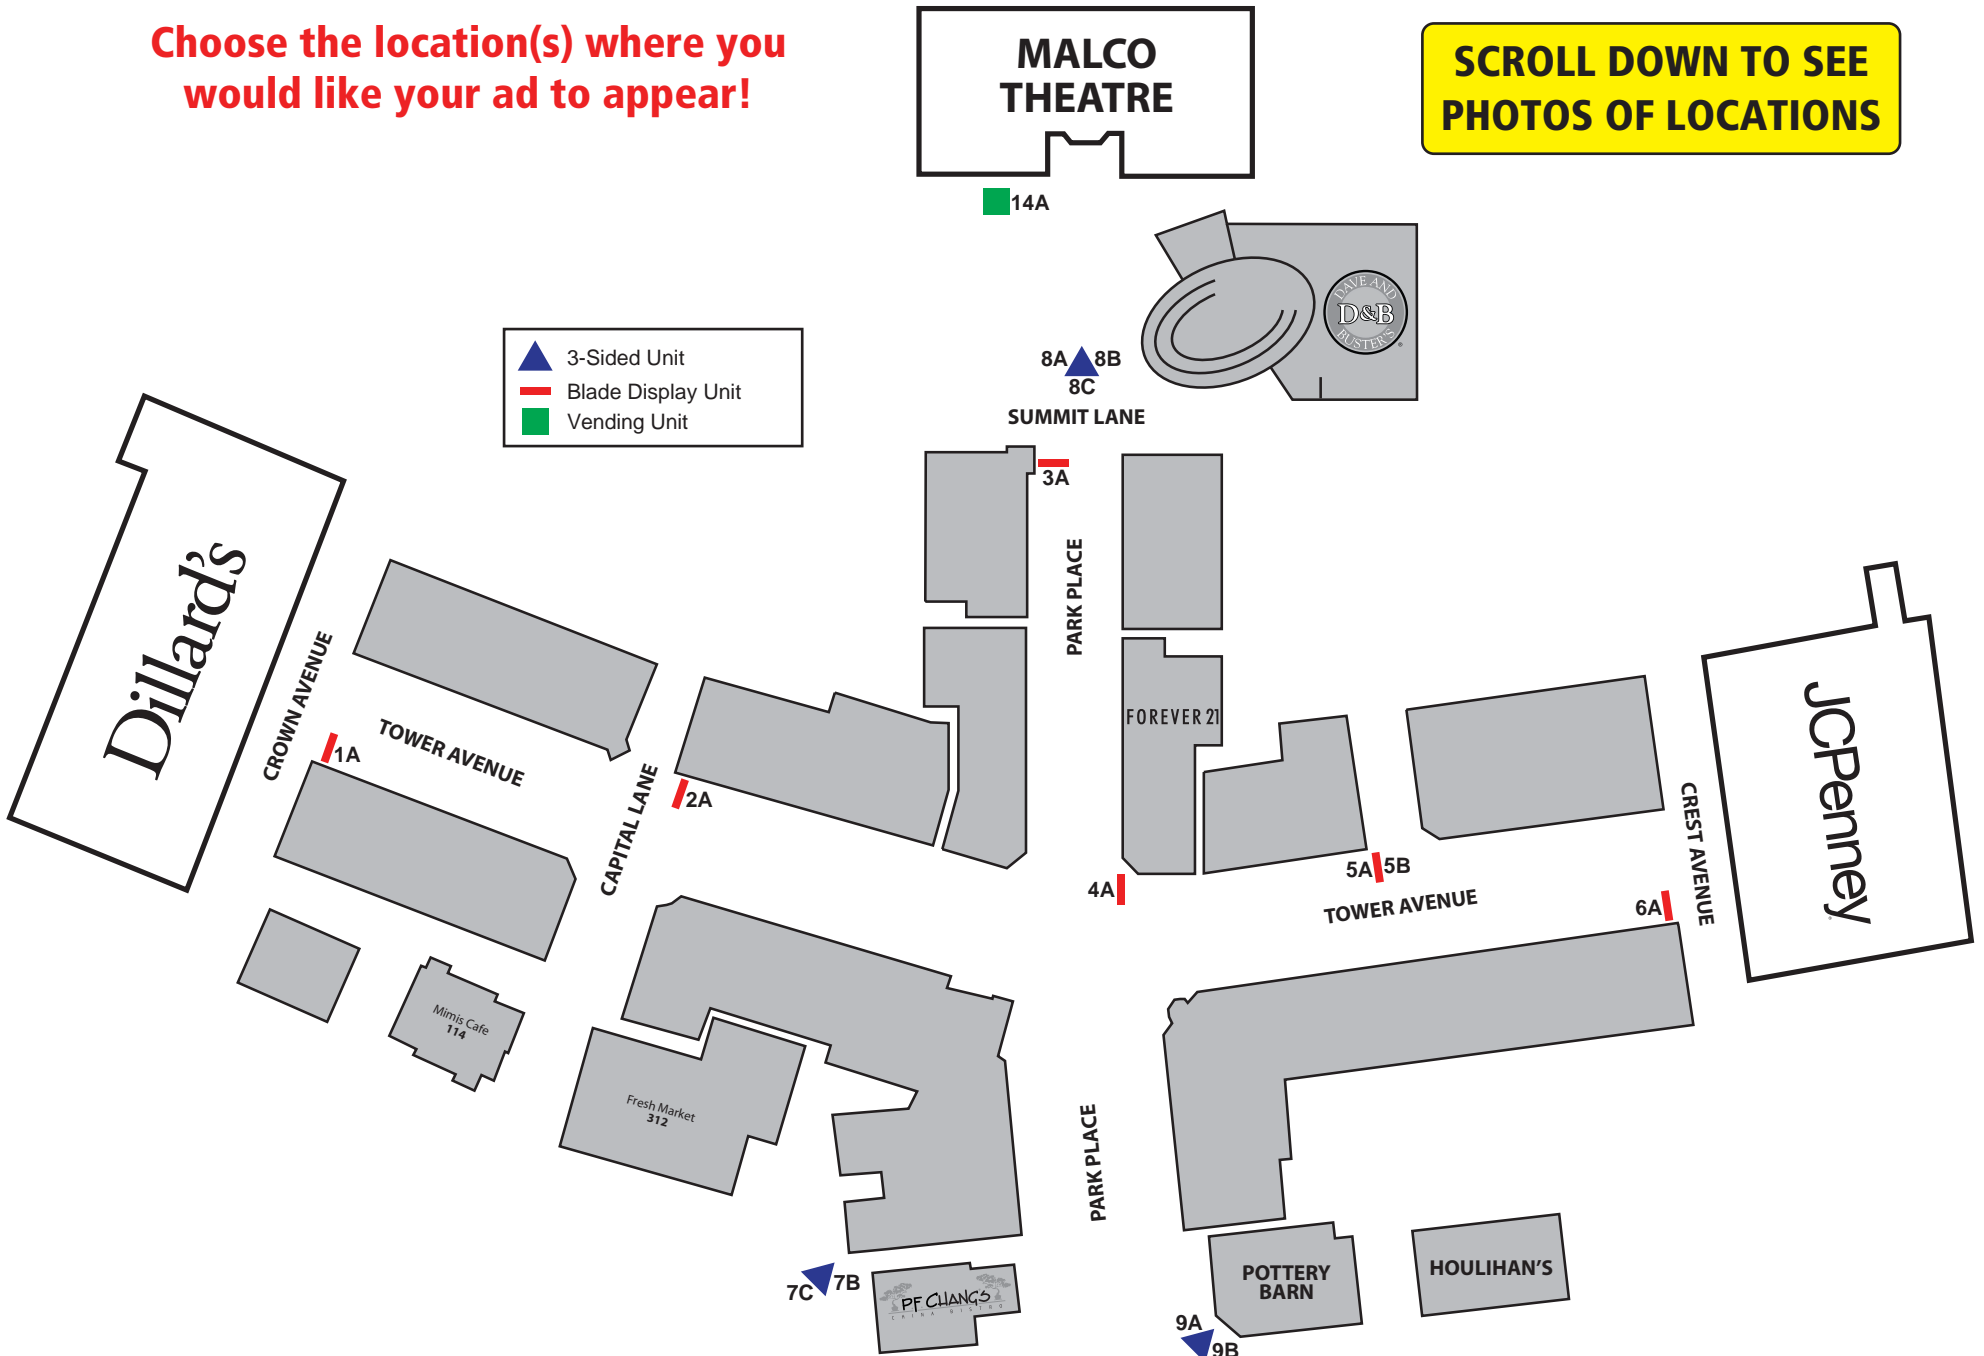 Choose the location(s) where you
would like your ad to appear!
MALCO
THEATRE
SCROLL DOWN TO SEE
PHOTOS OF LOCATIONS
14A
DAVE AND
D&B
BUSTER'S
3-Sided Unit
Blade Display Unit
Vending Unit
8A
8B
8C
SUMMIT LANE
3A
PARK PLACE
Dillard's
CROWN AVENUE
1A
TOWER AVENUE
CAPITAL LANE
2A
FOREVER 21
JCPenney
CREST AVENUE
4A
5A
5B
TOWER AVENUE
6A
Mimis Cafe
114
Fresh Market
312
PARK PLACE
7C
7B
PF CHANGS
CHINA BISTRO
POTTERY
BARN
HOULIHAN'S
9A
9B